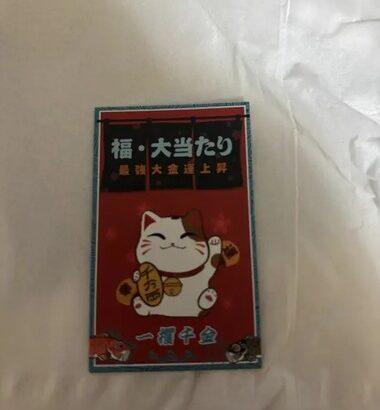 福・大当たり
最強大金運上昇
千万両
一攫千金